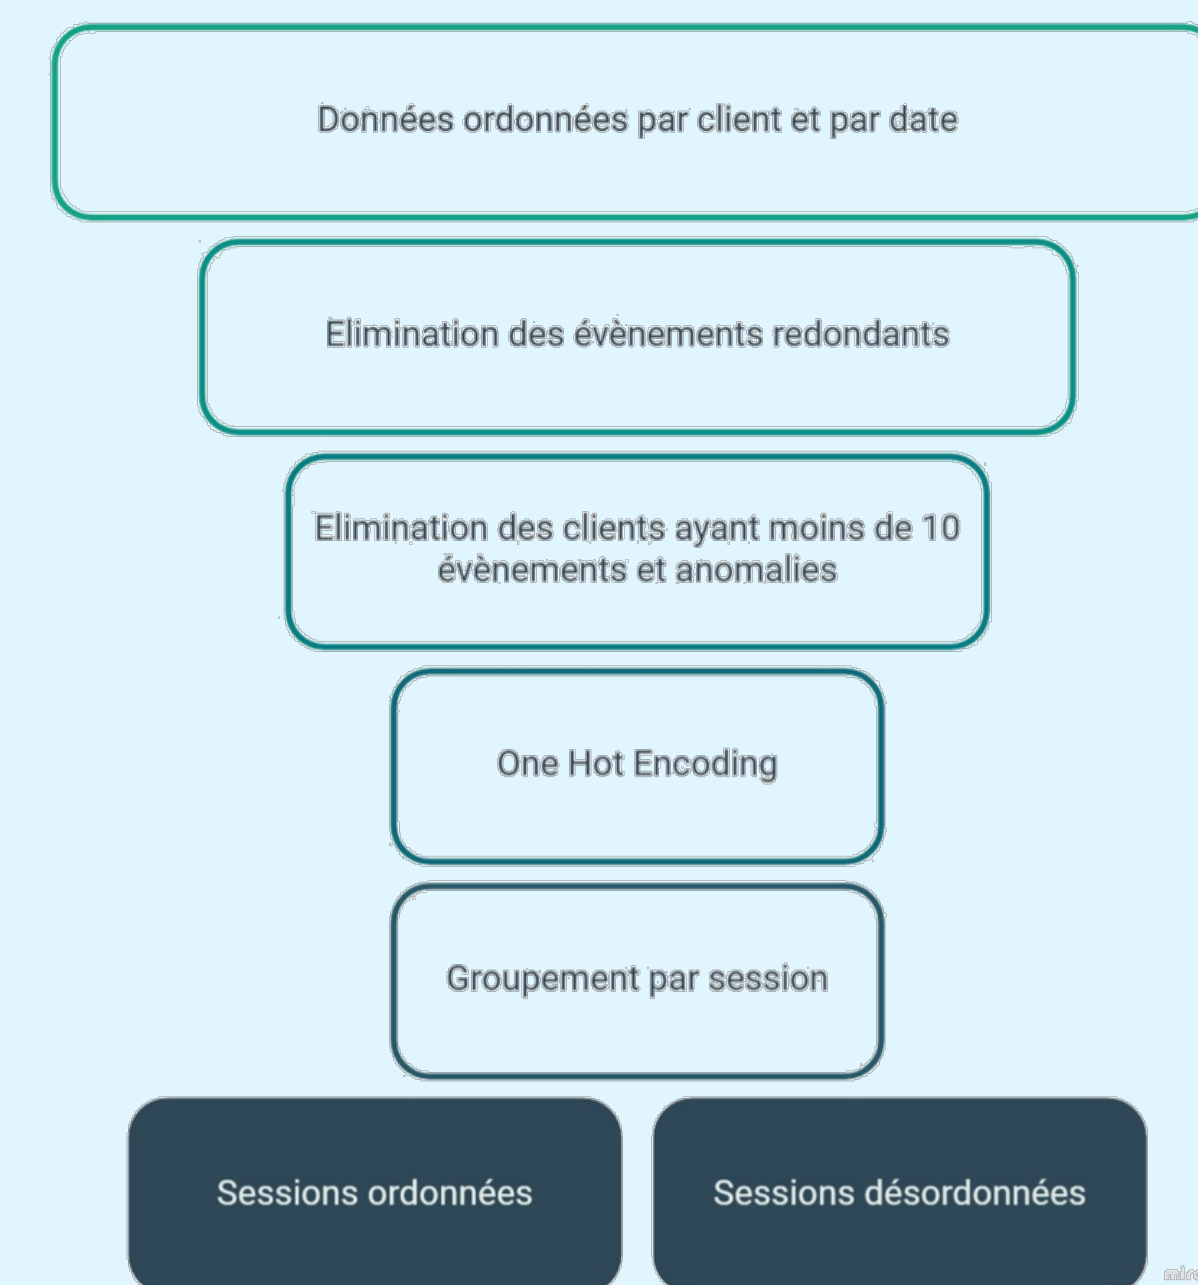 Données ordonnées par client et par date
Elimination des évènements redondants
Elimination des clients ayant moins de 10
évènements et anomalies
One Hot Encoding
Groupement par session
Sessions ordonnées
Sessions désordonnées